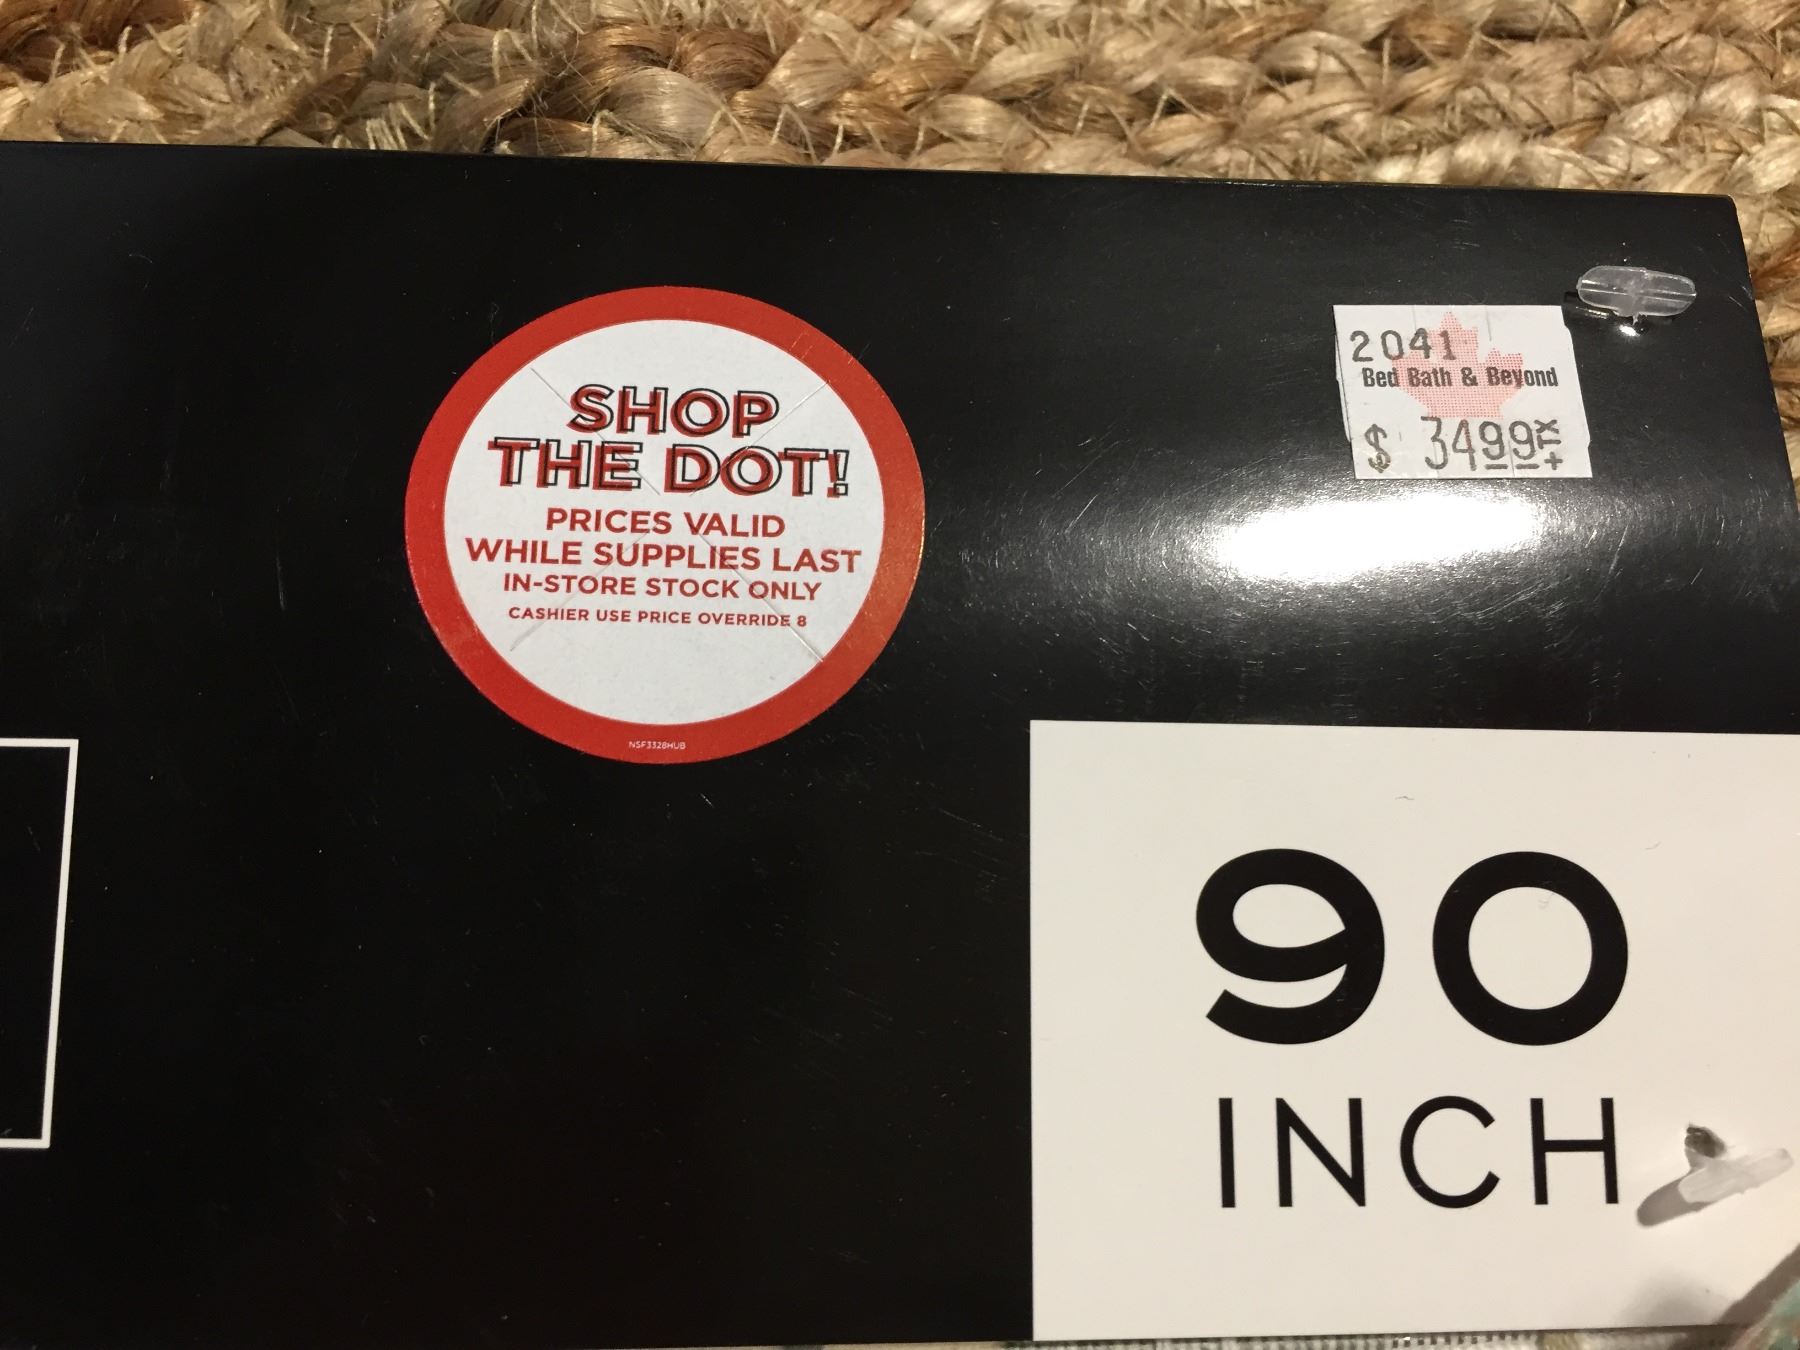 SHOP
THE DOT!
PRICES VALID
WHILE SUPPLIES LAST
IN-STORE STOCK ONLY
CASHIER USE PRICE OVERRIDE 8
NSF3328HUB
2041
Bed Bath & Beyond
$ 3499 +TX
90
INCH